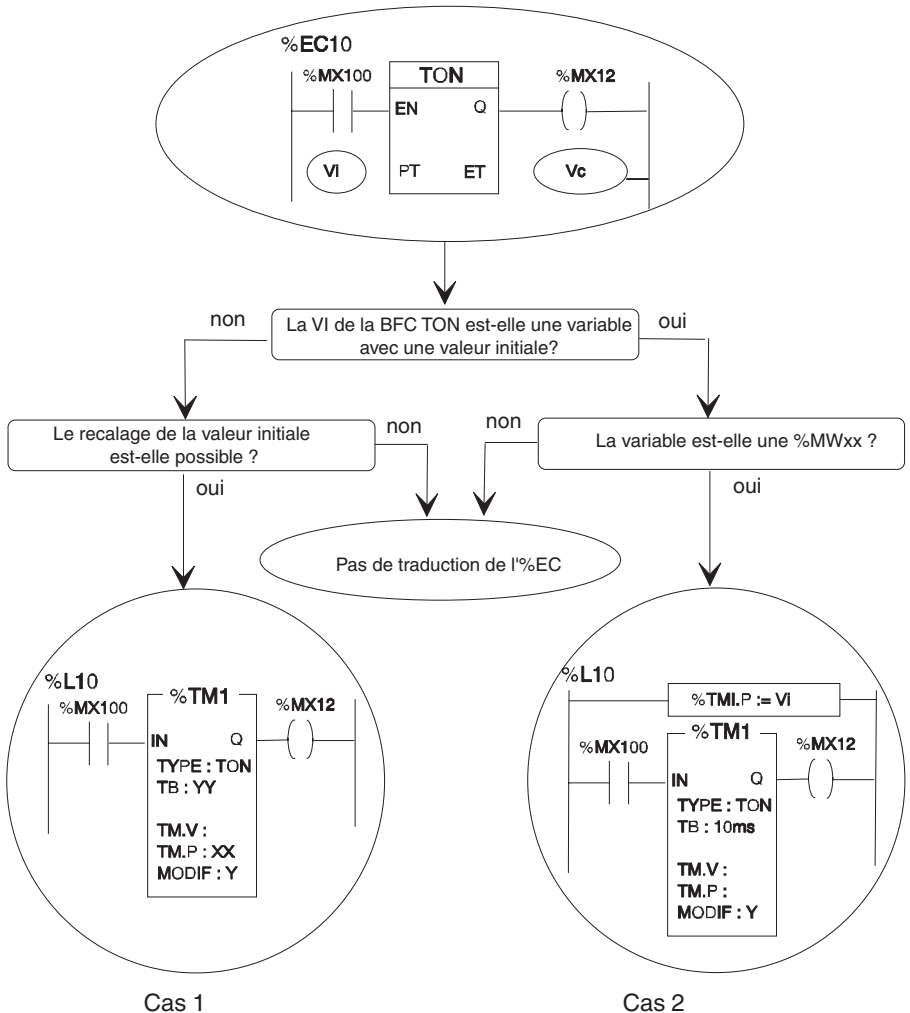 %EC10
%MX100
TON
%MX12
EN
Q
VI
PT
ET
Vc
non
La VI de la BFC TON est-elle une variable
avec une valeur initiale?
oui
Le recalage de la valeur initiale
est-elle possible ?
non
non
La variable est-elle une %MWxx ?
oui
oui
Pas de traduction de l'%EC
%L10
%MX100
%TM1
%MX12
IN
Q
TYPE : TON
TB : YY
TM.V :
TM.P : XX
MODIF : Y
%L10
%TMI.P := Vi
%MX100
%TM1
%MX12
IN
Q
TYPE : TON
TB : 10ms
TM.V :
TM.P :
MODIF : Y
Cas 1
Cas 2